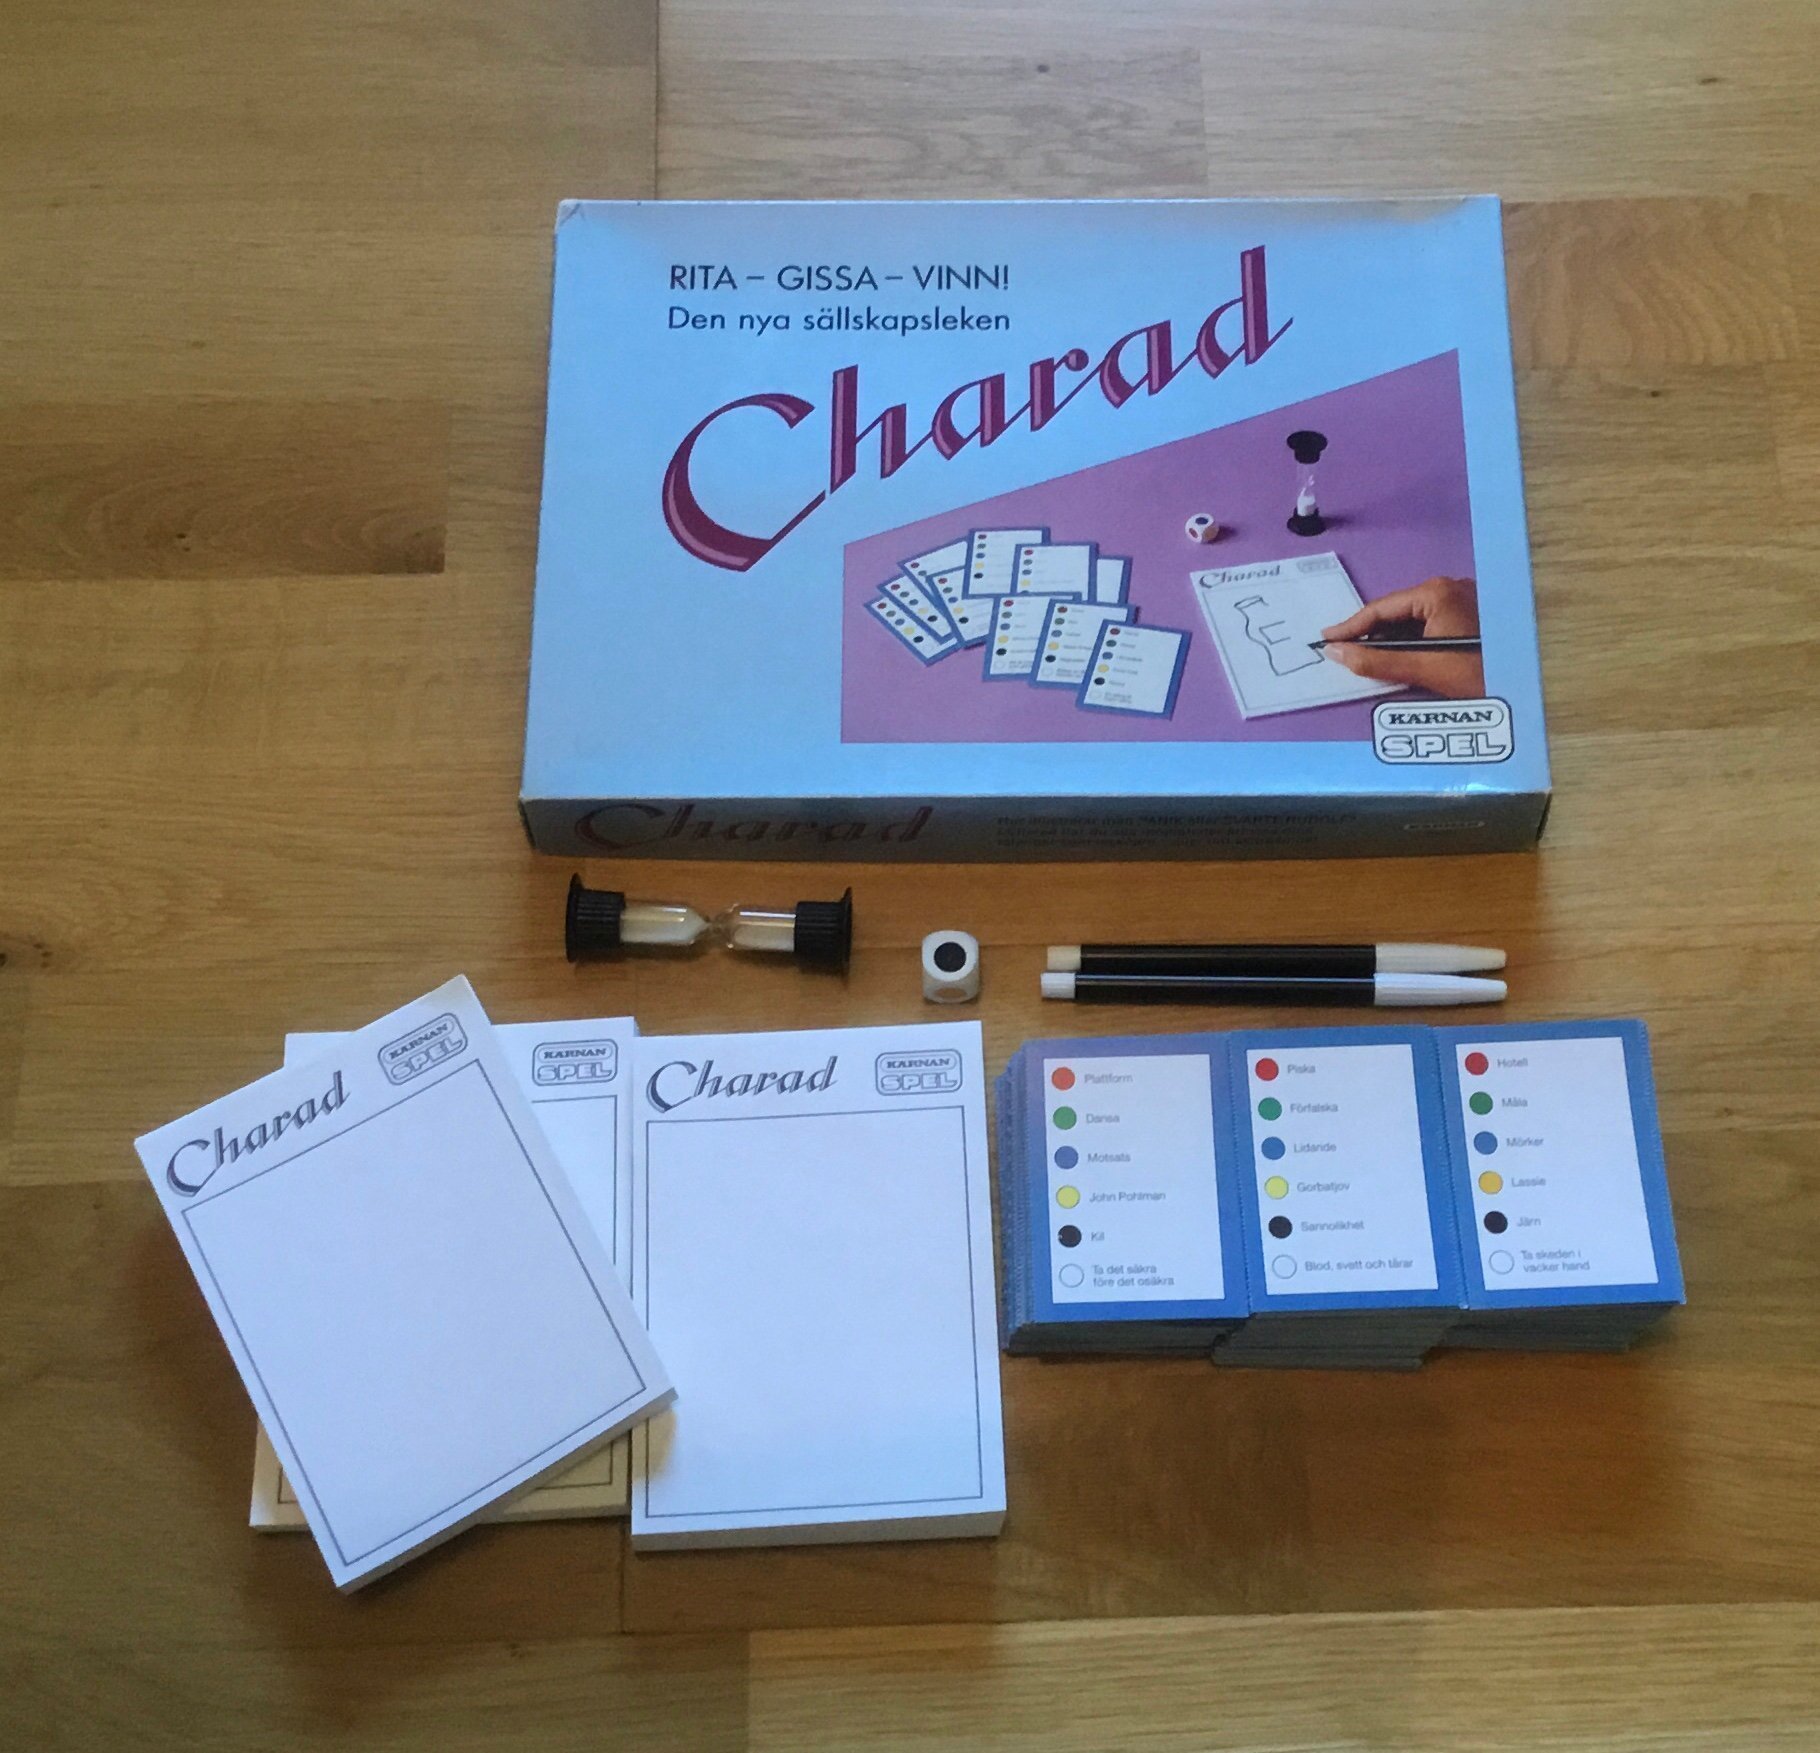 RITA – GISSA – VINN!
Den nya sällskapsleken
Charad
Charad
KÄRNAN
SPEL
Charad
KÄRNAN
Charad
KÄRNAN
SPEL
KÄRNAN
SPEL
Charad
KÄRNAN
SPEL
Plattform
Dansa
Motsats
John Pohlman
Kil
Ta det säkra
före det osäkra
Piska
Förfalska
Lidande
Gorbatjov
Sannolikhet
Blod, svett och tårar
Hotell
Måla
Mörker
Lassie
Järn
Ta skeden i
vacker hand